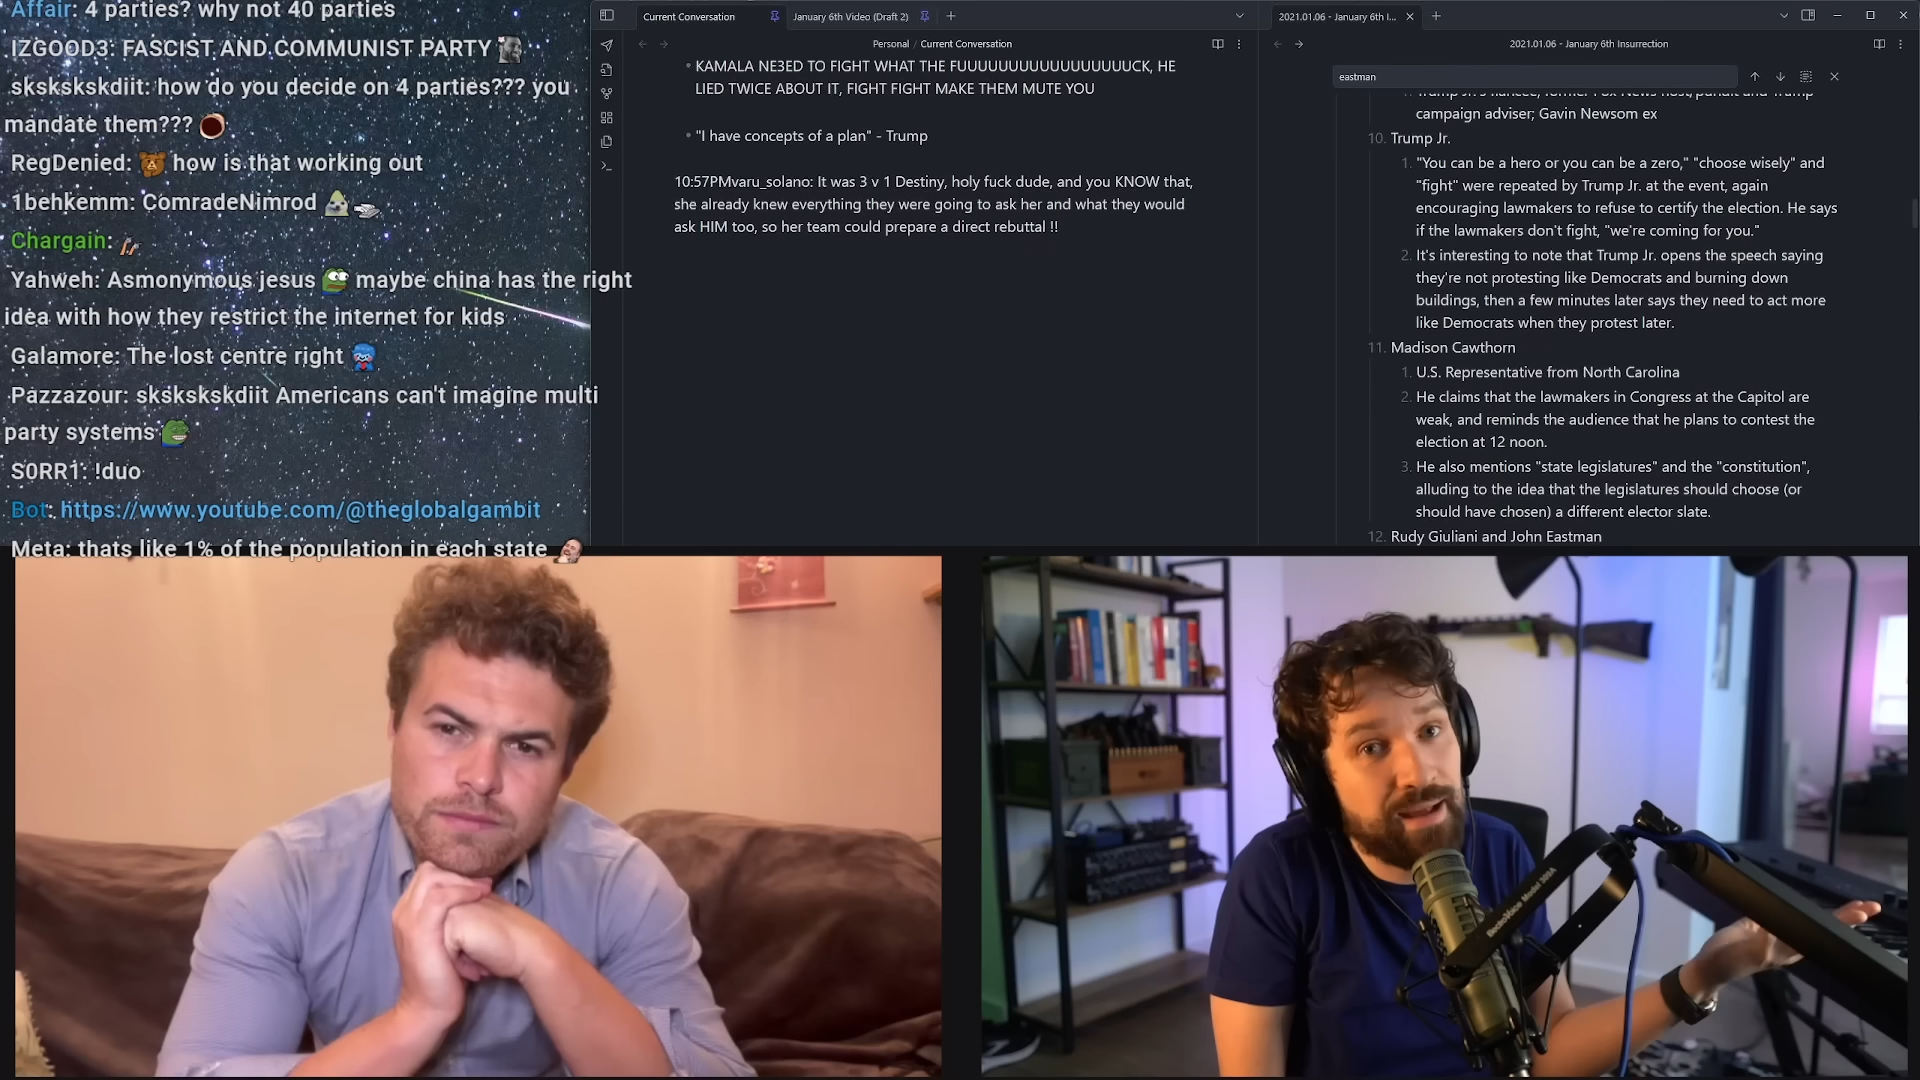 Affair: 4 parties? why not 40 parties
IZGOOD3: FASCIST AND COMMUNIST PARTY
skskskskdiit: how do you decide on 4 parties??? you
mandate them???
RegDenied: how is that working out
1behkemm: ComradeNimrod
Chargain:
Yahweh: Asmonymous jesus maybe china has the right
idea with how they restrict the internet for kids
Galamore: The lost centre right
Pazzazour: skskskskdiit Americans can't imagine multi
party systems
S0RR1: !duo
Bot: https://www.youtube.com/@theglobalgambit
Meta: thats like 1% of the population in each state
Current Conversation
January 6th Video (Draft 2)
Personal / Current Conversation
• KAMALA NE3ED TO FIGHT WHAT THE FUUUUUUUUUUUUUUUUUCK, HE
LIED TWICE ABOUT IT, FIGHT FIGHT MAKE THEM MUTE YOU
• "I have concepts of a plan" - Trump
10:57PMvaru_solano: It was 3 v 1 Destiny, holy fuck dude, and you KNOW that,
she already knew everything they were going to ask her and what they would
ask HIM too, so her team could prepare a direct rebuttal !!
2021.01.06 - January 6th I...
2021.01.06 - January 6th Insurrection
eastman
1. Trump Jr.'s fiancee, former Fox News host, pundit and Trump
campaign adviser; Gavin Newsom ex
10. Trump Jr.
1. "You can be a hero or you can be a zero," "choose wisely" and
"fight" were repeated by Trump Jr. at the event, again
encouraging lawmakers to refuse to certify the election. He says
if the lawmakers don't fight, "we're coming for you."
2. It's interesting to note that Trump Jr. opens the speech saying
they're not protesting like Democrats and burning down
buildings, then a few minutes later says they need to act more
like Democrats when they protest later.
11. Madison Cawthorn
1. U.S. Representative from North Carolina
2. He claims that the lawmakers in Congress at the Capitol are
weak, and reminds the audience that he plans to contest the
election at 12 noon.
3. He also mentions "state legislatures" and the "constitution",
alluding to the idea that the legislatures should choose (or
should have chosen) a different elector slate.
12. Rudy Giuliani and John Eastman